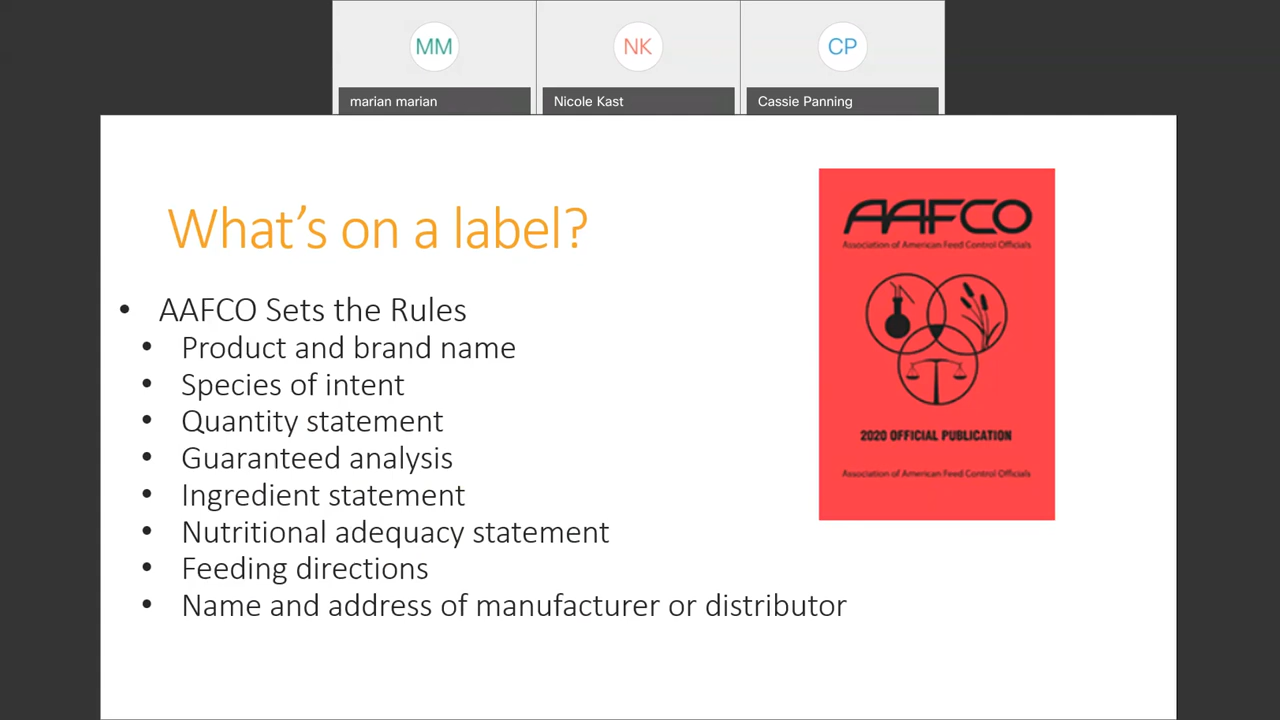 MM
NK
CP
marian marian
Nicole Kast
Cassie Panning
What's on a label?
• AAFCO Sets the Rules
• Product and brand name
• Species of intent
• Quantity statement
• Guaranteed analysis
• Ingredient statement
• Nutritional adequacy statement
• Feeding directions
• Name and address of manufacturer or distributor
AAFCO
Association of American Feed Control Officials
2020 OFFICIAL PUBLICATION
Association of American Feed Control Officials